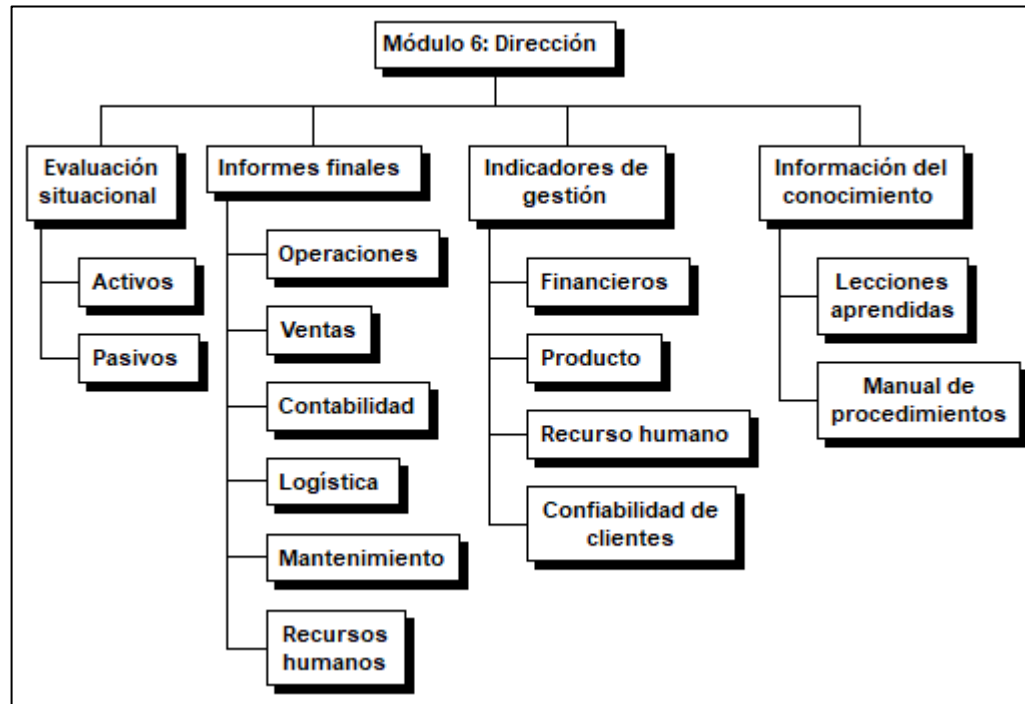 Módulo 6: Dirección
Evaluación
situacional
Activos
Pasivos
Informes finales
Operaciones
Ventas
Contabilidad
Logística
Mantenimiento
Recursos
humanos
Indicadores de
gestión
Financieros
Producto
Recurso humano
Confiabilidad de
clientes
Información del
conocimiento
Lecciones
aprendidas
Manual de
procedimientos